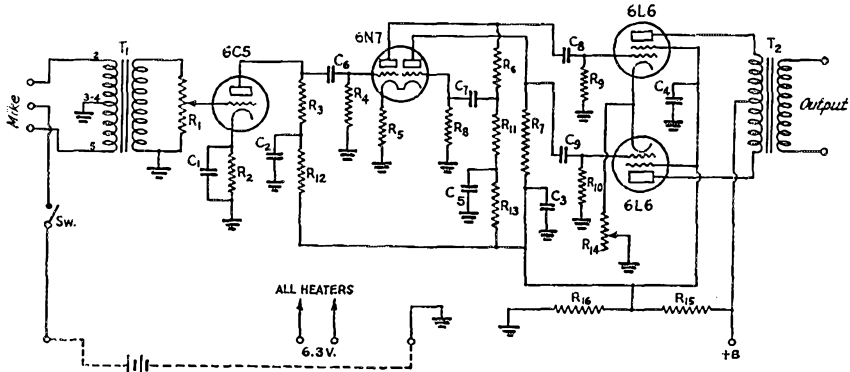 6L6
6N7
6C5
T1
T2
C8
C6
C7
R6
R9
C4
2
3-4
5
Mike
R1
R3
R4
R5
R8
R11
R7
Output
C1
R2
C2
R12
C9
R10
C5
R13
C3
6L6
R14
Sw.
ALL HEATERS
6.3 V.
R16
R15
+B